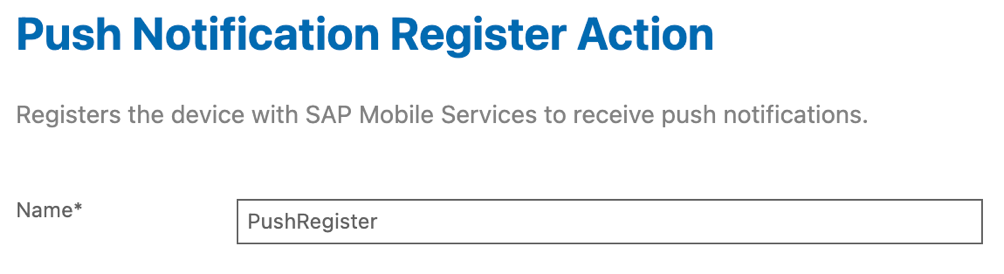 Push Notification Register Action
Registers the device with SAP Mobile Services to receive push notifications.
Name*
PushRegister